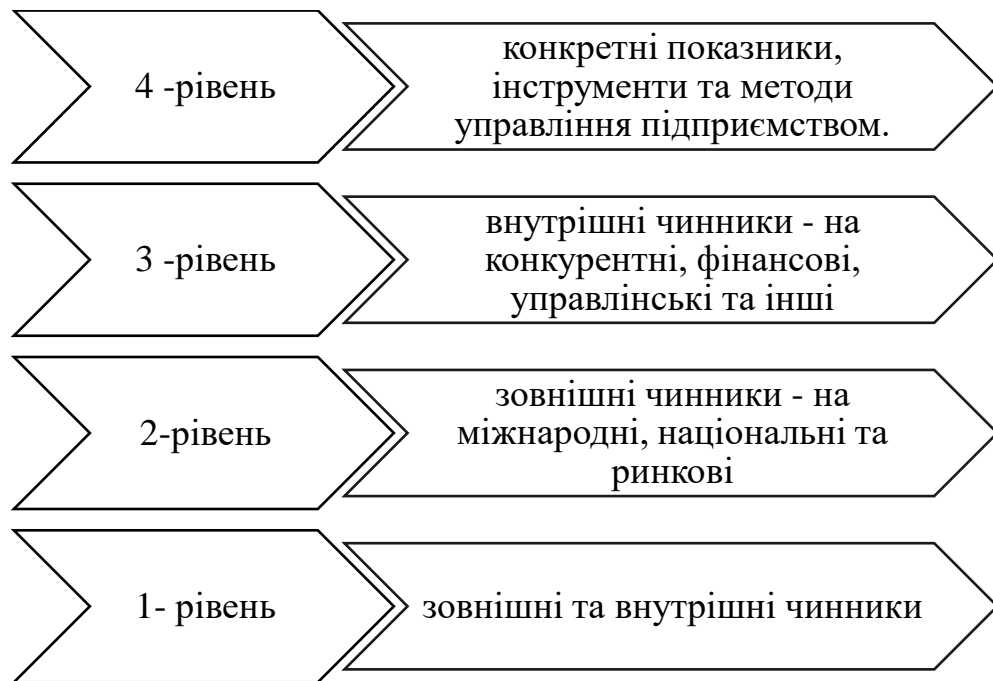 4 -рівень
конкретні показники,
інструменти та методи
управління підприємством.
3 -рівень
внутрішні чинники - на
конкурентні, фінансові,
управлінські та інші
2-рівень
зовнішні чинники - на
міжнародні, національні та
ринкові
1- рівень
зовнішні та внутрішні чинники